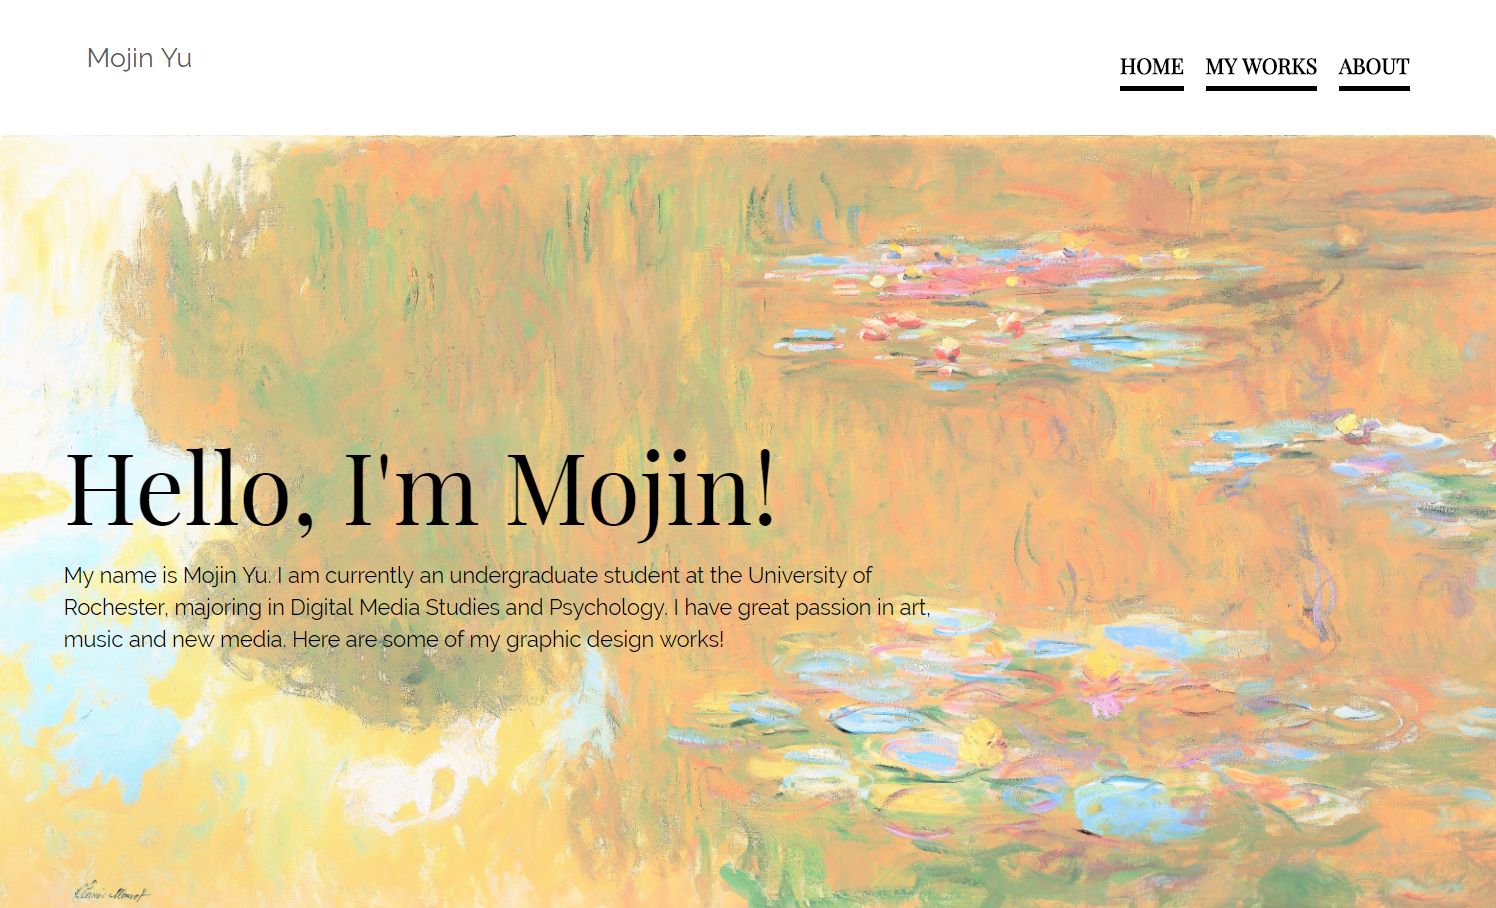 Mojin Yu
HOME MY WORKS ABOUT
Hello, I'm Mojin!
My name is Mojin Yu. I am currently an undergraduate student at the University of
Rochester, majoring in Digital Media Studies and Psychology. I have great passion in art,
music and new media. Here are some of my graphic design works!
Claude Monet